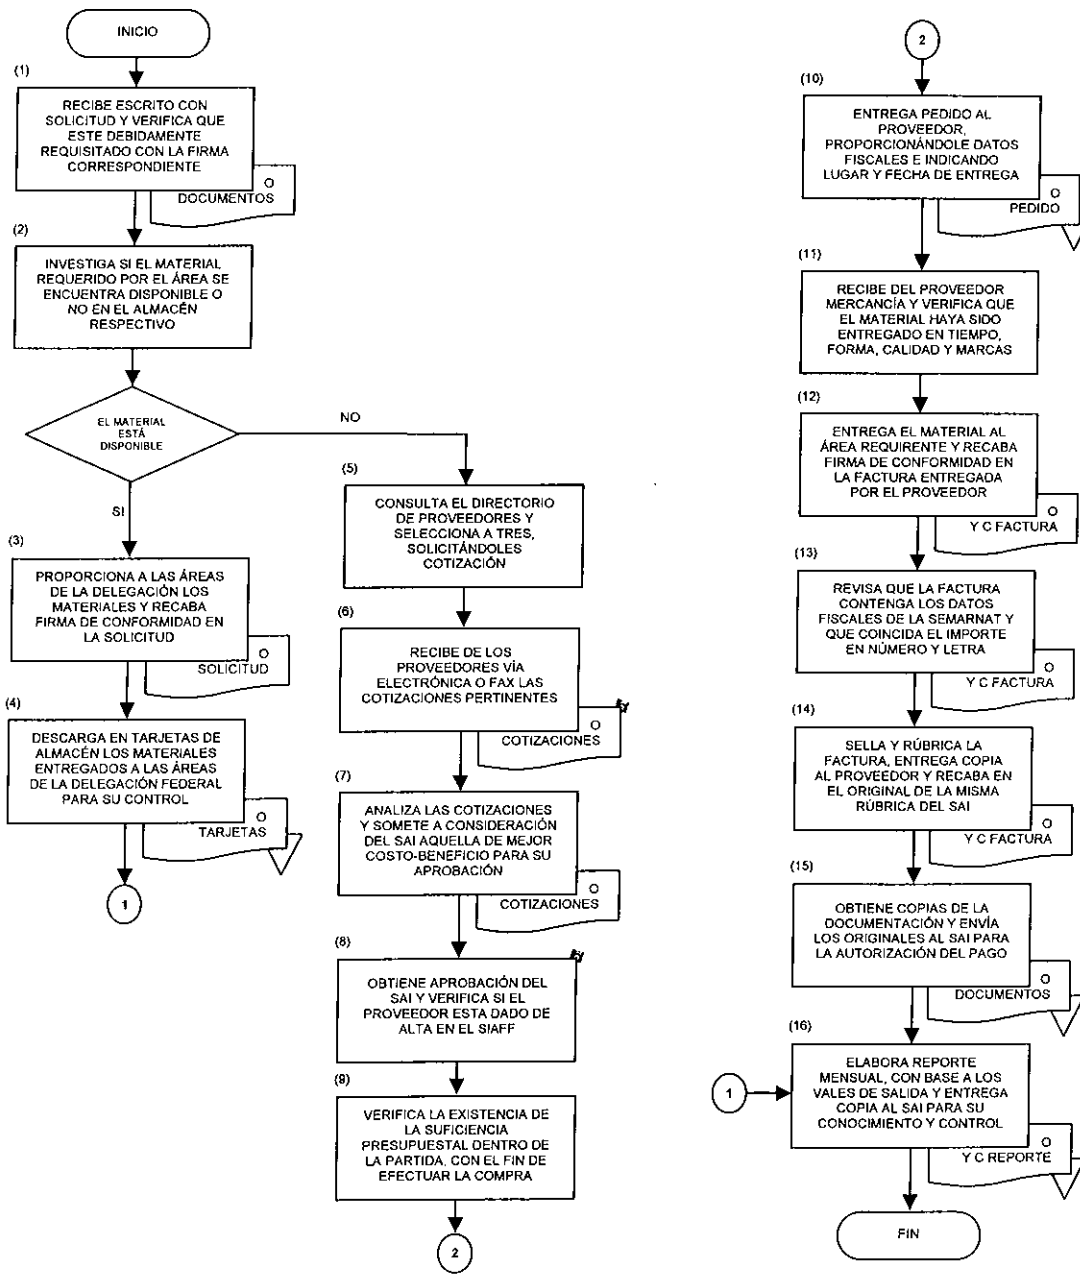 INICIO
(1)
RECIBE ESCRITO CON
SOLICITUD Y VERIFICA QUE
ESTE DEBIDAMENTE
REQUISITADO CON LA FIRMA
CORRESPONDIENTE
O
DOCUMENTOS
(2)
INVESTIGA SI EL MATERIAL
REQUERIDO POR EL ÁREA SE
ENCUENTRA DISPONIBLE O
NO EN EL ALMACÉN
RESPECTIVO
EL MATERIAL
ESTÁ
DISPONIBLE
NO
SI
(3)
PROPORCIONA A LAS ÁREAS
DE LA DELEGACIÓN LOS
MATERIALES Y RECABA
FIRMA DE CONFORMIDAD EN
LA SOLICITUD
O
SOLICITUD
(4)
DESCARGA EN TARJETAS DE
ALMACÉN LOS MATERIALES
ENTREGADOS A LAS ÁREAS
DE LA DELEGACIÓN FEDERAL
PARA SU CONTROL
O
TARJETAS
1
(5)
CONSULTA EL DIRECTORIO
DE PROVEEDORES Y
SELECCIONA A TRES,
SOLICITÁNDOLES
COTIZACIÓN
(6)
RECIBE DE LOS
PROVEEDORES VÍA
ELECTRÓNICA O FAX LAS
COTIZACIONES PERTINENTES
O
COTIZACIONES
(7)
ANALIZA LAS COTIZACIONES
Y SOMETE A CONSIDERACIÓN
DEL SAI AQUELLA DE MEJOR
COSTO-BENEFICIO PARA SU
APROBACIÓN
O
COTIZACIONES
(8)
OBTIENE APROBACIÓN DEL
SAI Y VERIFICA SI EL
PROVEEDOR ESTA DADO DE
ALTA EN EL SIAFF
(9)
VERIFICA LA EXISTENCIA DE
LA SUFICIENCIA
PRESUPUESTAL DENTRO DE
LA PARTIDA, CON EL FIN DE
EFECTUAR LA COMPRA
2
2
(10)
ENTREGA PEDIDO AL
PROVEEDOR,
PROPORCIONÁNDOLE DATOS
FISCALES E INDICANDO
LUGAR Y FECHA DE ENTREGA
O
PEDIDO
(11)
RECIBE DEL PROVEEDOR
MERCANCÍA Y VERIFICA QUE
EL MATERIAL HAYA SIDO
ENTREGADO EN TIEMPO,
FORMA, CALIDAD Y MARCAS
(12)
ENTREGA EL MATERIAL AL
ÁREA REQUIRENTE Y RECABA
FIRMA DE CONFORMIDAD EN
LA FACTURA ENTREGADA
POR EL PROVEEDOR
O
Y C FACTURA
(13)
REVISA QUE LA FACTURA
CONTENGA LOS DATOS
FISCALES DE LA SEMARNAT Y
QUE COINCIDA EL IMPORTE
EN NÚMERO Y LETRA
O
Y C FACTURA
(14)
SELLA Y RÚBRICA LA
FACTURA, ENTREGA COPIA
AL PROVEEDOR Y RECABA EN
EL ORIGINAL DE LA MISMA
RÚBRICA DEL SAI
O
Y C FACTURA
(15)
OBTIENE COPIAS DE LA
DOCUMENTACIÓN Y ENVÍA
LOS ORIGINALES AL SAI PARA
LA AUTORIZACIÓN DEL PAGO
O
DOCUMENTOS
(16)
1
ELABORA REPORTE
MENSUAL, CON BASE A LOS
VALES DE SALIDA Y ENTREGA
COPIA AL SAI PARA SU
CONOCIMIENTO Y CONTROL
O
Y C REPORTE
FIN